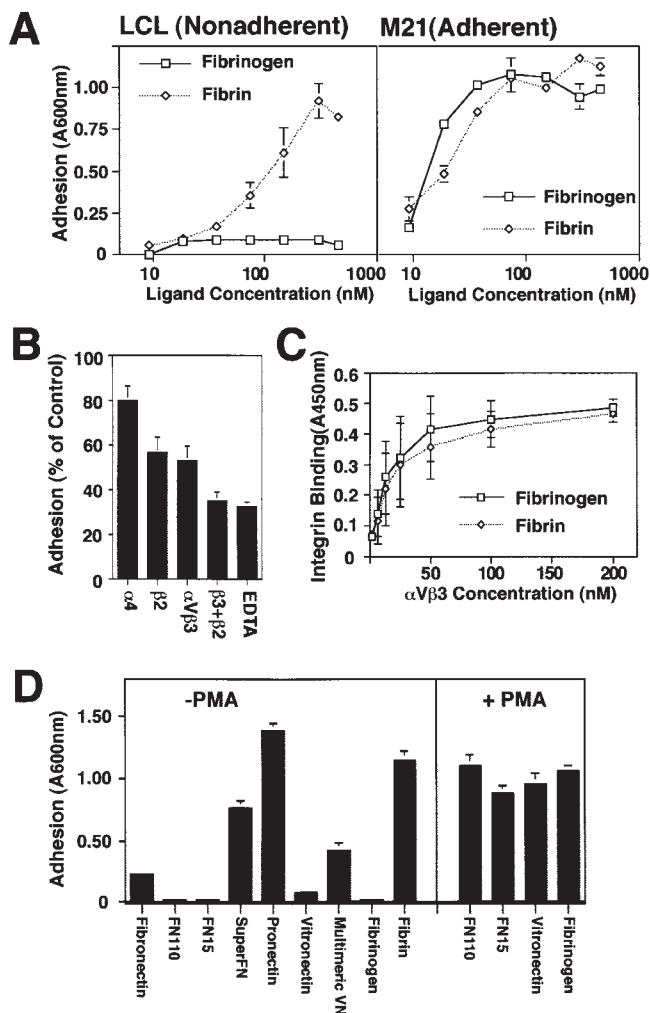 A
LCL (Nonadherent)
M21(Adherent)
Fibrinogen
Fibrin
Adhesion (A600nm)
1.00
0.75
0.50
0.25
0
Fibrinogen
Fibrin
10 100 1000
10 100 1000
Ligand Concentration (nM)
Ligand Concentration (nM)
B
Adhesion (% of Control)
100
80
60
40
20
0
α4
β2
αVβ3
β3+β2
EDTA
C
Integrin Binding(A450nm)
0.6
0.5
0.4
0.3
0.2
0.1
0
Fibrinogen
Fibrin
50 100 150 200
αVβ3 Concentration (nM)
D
-PMA
+ PMA
Adhesion (A600nm)
1.50
1.00
0.50
0
Fibronectin
FN110
FN15
SuperFN
Pronectin
Vitronectin
Multimeric VN
Fibrinogen
Fibrin
FN110
FN15
Vitronectin
Fibrinogen